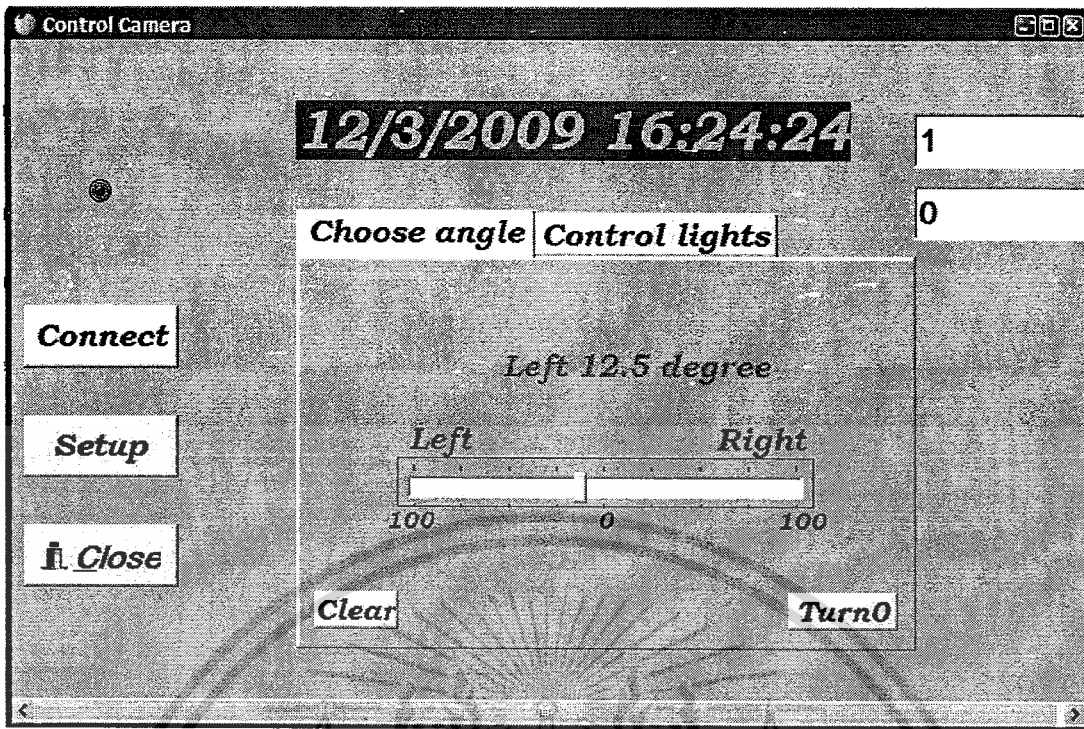 Control Camera
12/3/2009 16:24:24
1
0
Choose angle Control lights
Connect
Left 12.5 degree
Setup
Left Right
100 0 100
Close
Clear Turn0